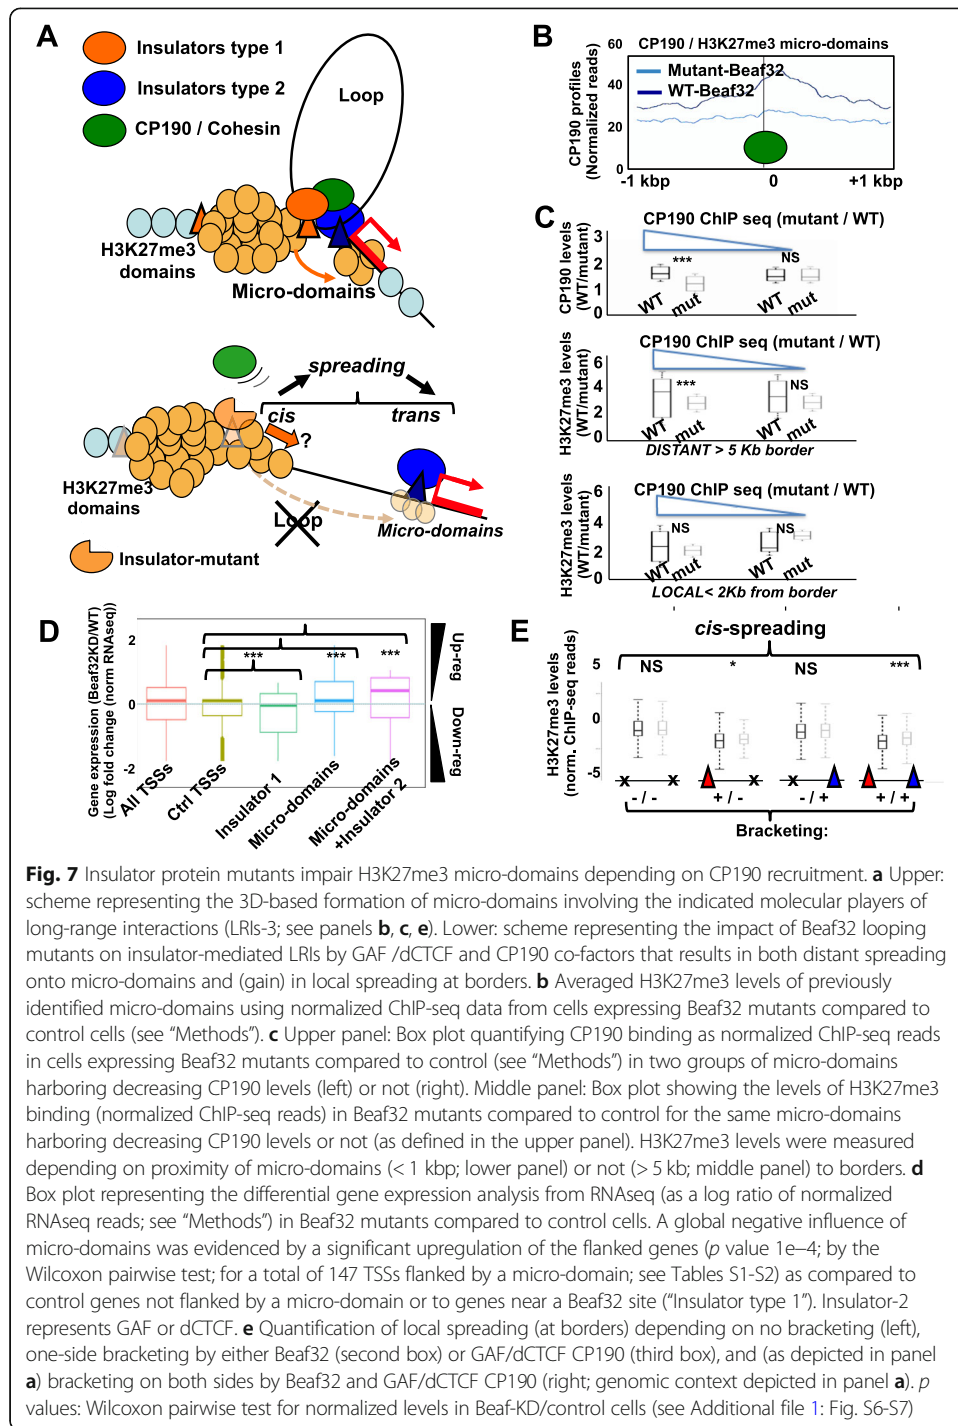 A
Insulators type 1
Insulators type 2
CP190 / Cohesin
Loop
H3K27me3
domains
Micro-domains
spreading
cis
trans
?
H3K27me3
domains
Loop
Micro-domains
Insulator-mutant
B
CP190 / H3K27me3 micro-domains
CP190 profiles
(Normalized reads)
60
40
20
0
Mutant-Beaf32
WT-Beaf32
-1 kbp
0
+1 kbp
C
CP190 ChIP seq (mutant / WT)
CP190 levels
(WT/mutant)
3
2
1
0
***
NS
WT
mut
WT
mut
CP190 ChIP seq (mutant / WT)
H3K27me3 levels
(WT/mutant)
6
4
2
0
***
NS
WT
mut
WT
mut
DISTANT > 5 Kb border
CP190 ChIP seq (mutant / WT)
H3K27me3 levels
(WT/mutant)
6
4
2
0
NS
NS
WT
mut
WT
mut
LOCAL< 2Kb from border
D
Gene expression (Beaf32KD/WT)
(Log fold change (norm RNAseq))
2
0
-2
***
***
***
Up-reg
Down-reg
All TSSs
Ctrl TSSs
Insulator 1
Micro-domains
Micro-domains
+Insulator 2
E
cis-spreading
H3K27me3 levels
(norm. ChIP-seq reads)
5
0
-5
NS
*
NS
***
x x x x
- / -
+ / -
- / +
+ / +
Bracketing:
Fig. 7 Insulator protein mutants impair H3K27me3 micro-domains depending on CP190 recruitment. a Upper:
scheme representing the 3D-based formation of micro-domains involving the indicated molecular players of
long-range interactions (LRIs-3; see panels b, c, e). Lower: scheme representing the impact of Beaf32 looping
mutants on insulator-mediated LRIs by GAF /dCTCF and CP190 co-factors that results in both distant spreading
onto micro-domains and (gain) in local spreading at borders. b Averaged H3K27me3 levels of previously
identified micro-domains using normalized ChIP-seq data from cells expressing Beaf32 mutants compared to
control cells (see “Methods”). c Upper panel: Box plot quantifying CP190 binding as normalized ChIP-seq reads
in cells expressing Beaf32 mutants compared to control (see “Methods”) in two groups of micro-domains
harboring decreasing CP190 levels (left) or not (right). Middle panel: Box plot showing the levels of H3K27me3
binding (normalized ChIP-seq reads) in Beaf32 mutants compared to control for the same micro-domains
harboring decreasing CP190 levels or not (as defined in the upper panel). H3K27me3 levels were measured
depending on proximity of micro-domains (< 1 kbp; lower panel) or not (> 5 kb; middle panel) to borders. d
Box plot representing the differential gene expression analysis from RNAseq (as a log ratio of normalized
RNAseq reads; see “Methods”) in Beaf32 mutants compared to control cells. A global negative influence of
micro-domains was evidenced by a significant upregulation of the flanked genes (p value 1e–4; by the
Wilcoxon pairwise test; for a total of 147 TSSs flanked by a micro-domain; see Tables S1-S2) as compared to
control genes not flanked by a micro-domain or to genes near a Beaf32 site (“Insulator type 1”). Insulator-2
represents GAF or dCTCF. e Quantification of local spreading (at borders) depending on no bracketing (left),
one-side bracketing by either Beaf32 (second box) or GAF/dCTCF CP190 (third box), and (as depicted in panel
a) bracketing on both sides by Beaf32 and GAF/dCTCF CP190 (right; genomic context depicted in panel a). p
values: Wilcoxon pairwise test for normalized levels in Beaf-KD/control cells (see Additional file 1: Fig. S6-S7)